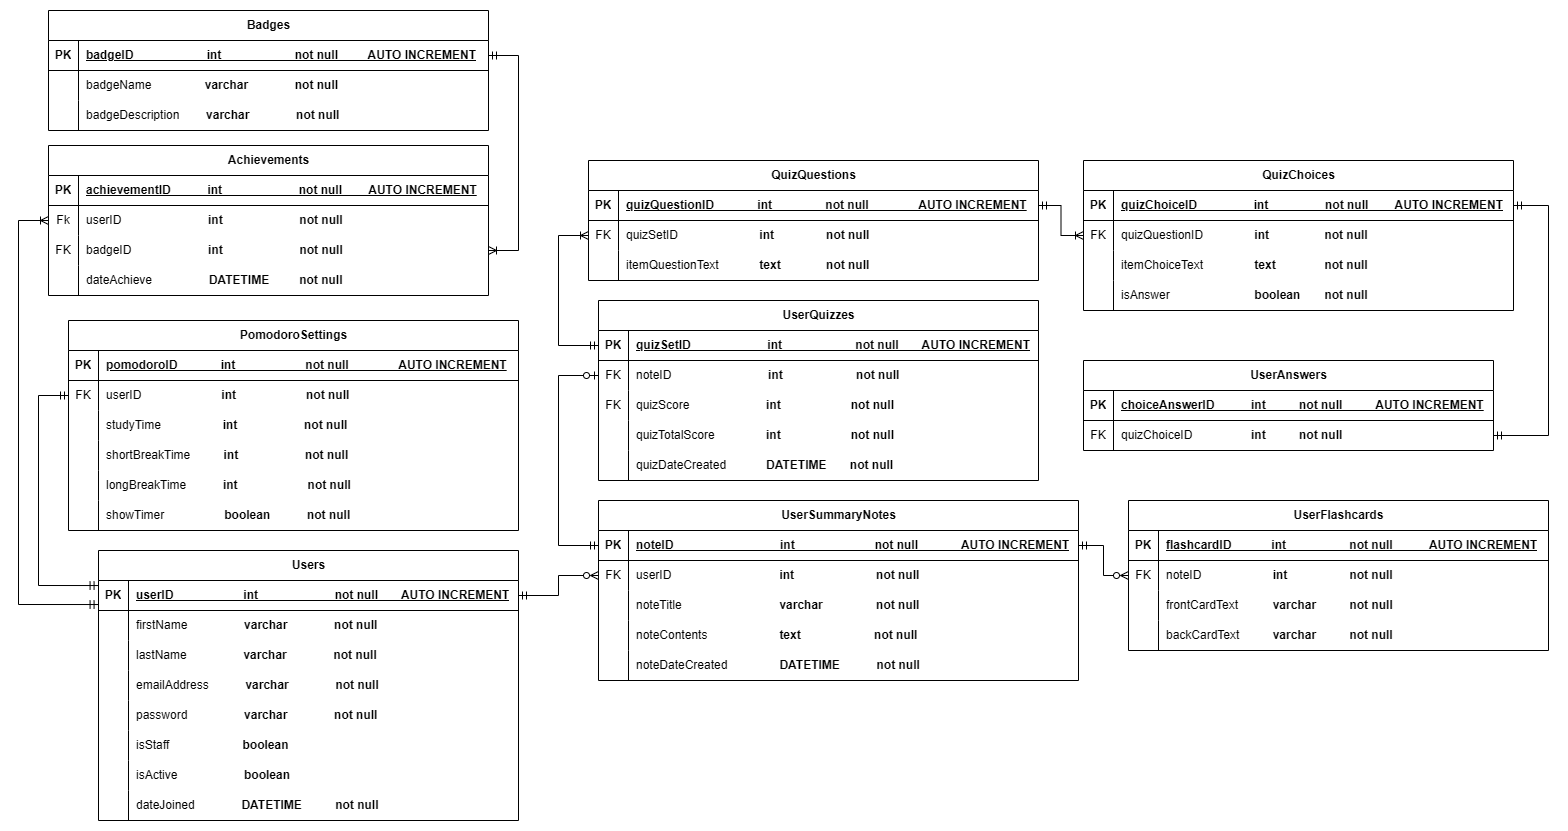 Badges
PK badgeID int not null AUTO INCREMENT
badgeName varchar not null
badgeDescription varchar not null
Achievements
PK achievementID int not null AUTO INCREMENT
Fk userID int not null
FK badgeID int not null
dateAchieve DATETIME not null
PomodoroSettings
PK pomodoroID int not null AUTO INCREMENT
FK userID int not null
studyTime int not null
shortBreakTime int not null
longBreakTime int not null
showTimer boolean not null
Users
PK userID int not null AUTO INCREMENT
firstName varchar not null
lastName varchar not null
emailAddress varchar not null
password varchar not null
isStaff boolean
isActive boolean
dateJoined DATETIME not null
QuizQuestions
PK quizQuestionID int not null AUTO INCREMENT
FK quizSetID int not null
itemQuestionText text not null
UserQuizzes
PK quizSetID int not null AUTO INCREMENT
FK noteID int not null
FK quizScore int not null
quizTotalScore int not null
quizDateCreated DATETIME not null
UserSummaryNotes
PK noteID int not null AUTO INCREMENT
FK userID int not null
noteTitle varchar not null
noteContents text not null
noteDateCreated DATETIME not null
QuizChoices
PK quizChoiceID int not null AUTO INCREMENT
FK quizQuestionID int not null
itemChoiceText text not null
isAnswer boolean not null
UserAnswers
PK choiceAnswerID int not null AUTO INCREMENT
FK quizChoiceID int not null
UserFlashcards
PK flashcardID int not null AUTO INCREMENT
FK noteID int not null
frontCardText varchar not null
backCardText varchar not null